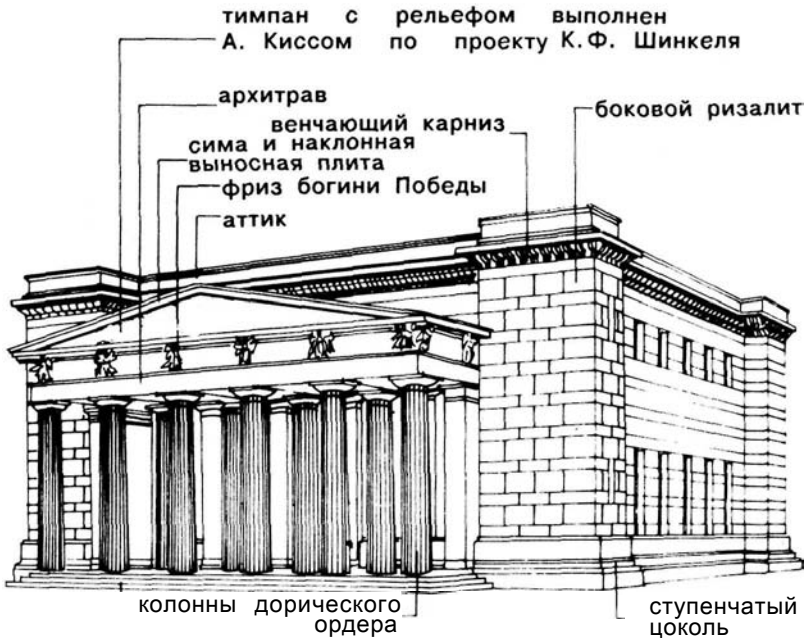 тимпан с рельефом выполнен
А. Киссом по проекту К.Ф. Шинкеля
архитрав
боковой ризалит
венчающий карниз
сима и наклонная
выносная плита
фриз богини Победы
аттик
колонны дорического
ордера
ступенчатый
цоколь